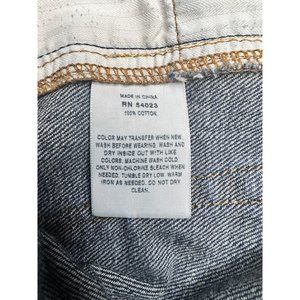 MADE IN CHINA
RN 54023
100% COTTON
COLOR MAY TRANSFER WHEN NEW,
WASH BEFORE WEARING. WASH AND
DRY INSIDE OUT WITH LIKE
COLORS. MACHINE WASH COLD.
ONLY NON-CHLORINE BLEACH WHEN
NEEDED. TUMBLE DRY LOW. WARM
IRON AS NEEDED. DO NOT DRY
CLEAN.